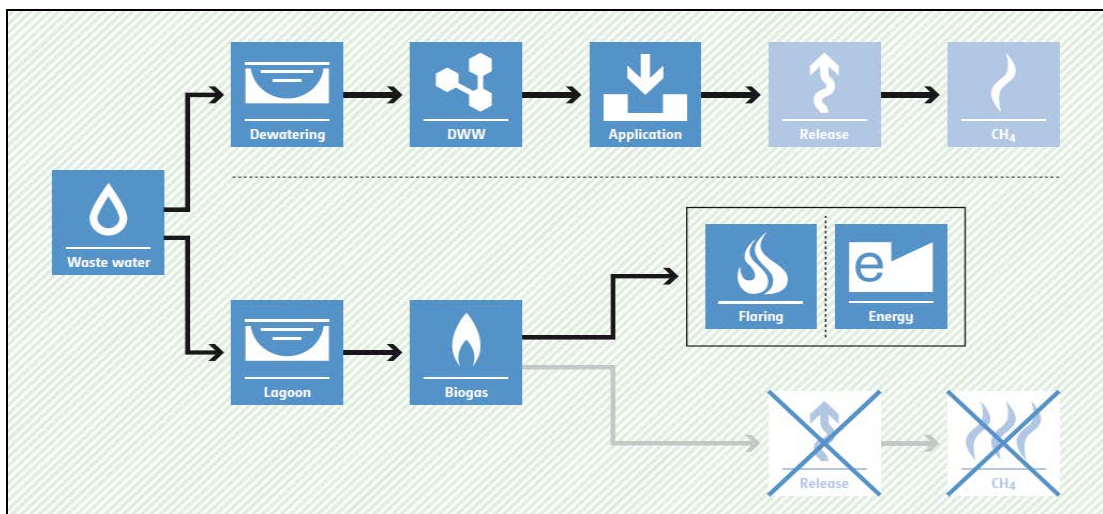 Dewatering
DWW
Application
Release
CH₄
Waste water
e
Flaring
Energy
Lagoon
Biogas
Release
CH₄